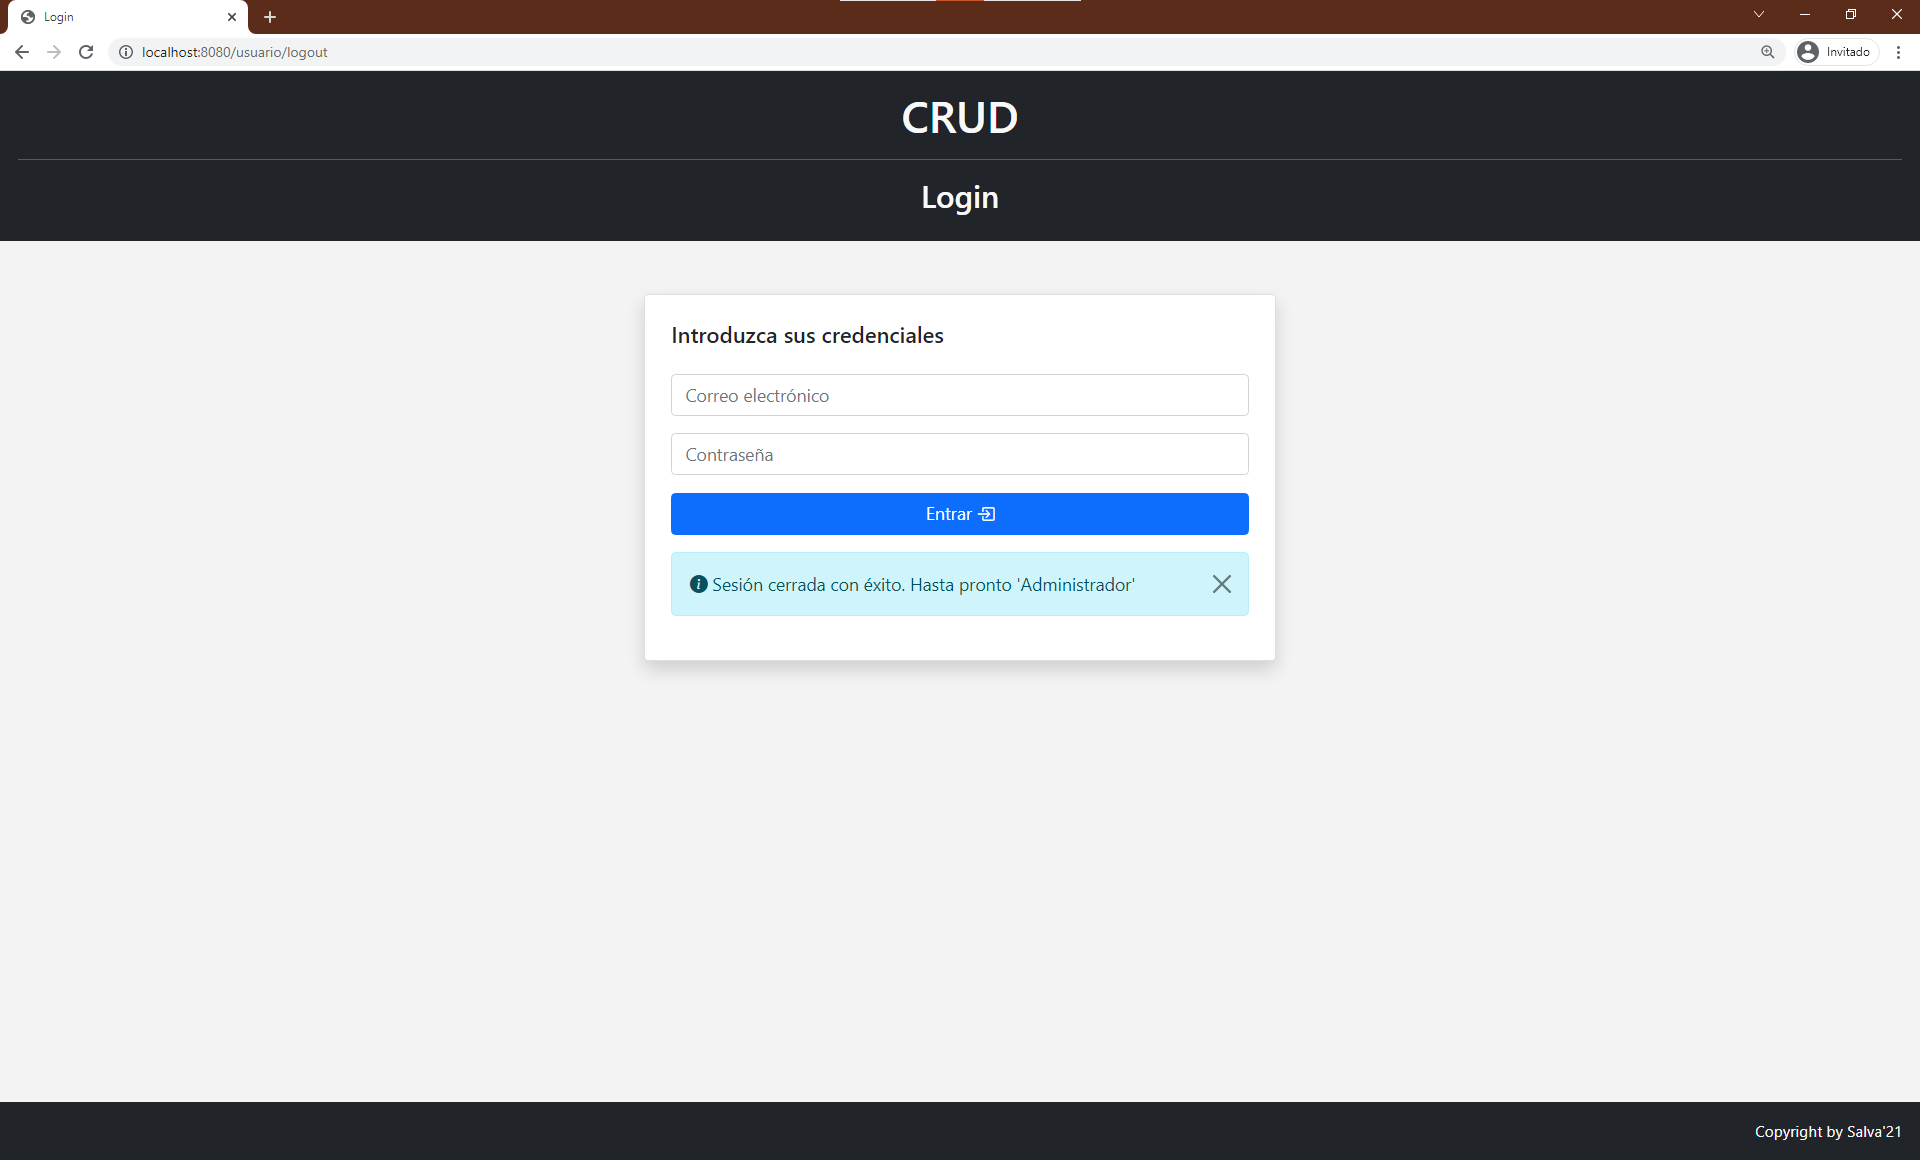 Login
localhost:8080/usuario/logout
Invitado
CRUD
Login
Introduzca sus credenciales
Correo electrónico
Contraseña
Entrar
Sesión cerrada con éxito. Hasta pronto 'Administrador'
Copyright by Salva'21